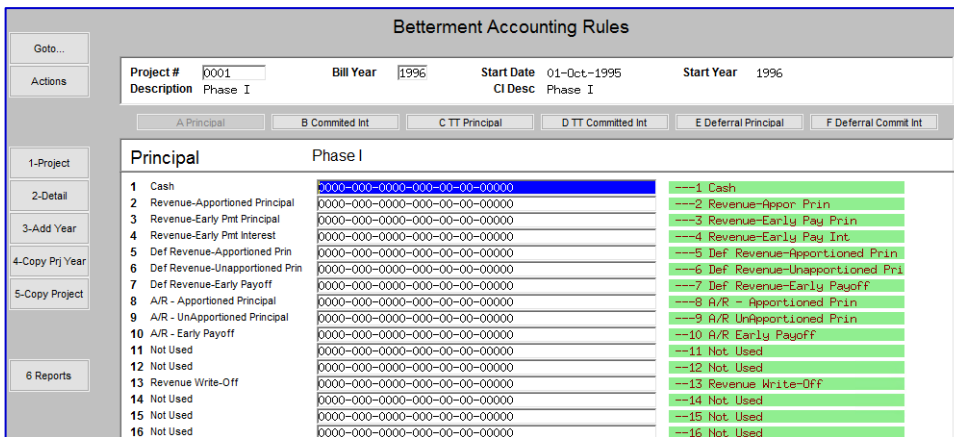 Betterment Accounting Rules
Goto...
Actions
Project # 0001 Bill Year 1996 Start Date 01-Oct-1995 Start Year 1996
Description Phase I CI Desc Phase I
A Principal B Commited Int C TT Principal D TT Committed Int E Deferral Principal F Deferral Commit Int
1-Project
2-Detail
3-Add Year
4-Copy Prj Year
5-Copy Project
6 Reports
Principal Phase I
1 Cash 0000-000-0000-000-00-00-00000 ---1 Cash
2 Revenue-Apportioned Principal 0000-000-0000-000-00-00-00000 ---2 Revenue-Appor Prin
3 Revenue-Early Pmt Principal 0000-000-0000-000-00-00-00000 ---3 Revenue-Early Pay Prin
4 Revenue-Early Pmt Interest 0000-000-0000-000-00-00-00000 ---4 Revenue-Early Pay Int
5 Def Revenue-Apportioned Prin 0000-000-0000-000-00-00-00000 ---5 Def Revenue-Apportioned Prin
6 Def Revenue-Unapportioned Prin 0000-000-0000-000-00-00-00000 ---6 Def Revenue-Unapportioned Pri
7 Def Revenue-Early Payoff 0000-000-0000-000-00-00-00000 ---7 Def Revenue-Early Payoff
8 A/R - Apportioned Principal 0000-000-0000-000-00-00-00000 ---8 A/R - Apportioned Prin
9 A/R - UnApportioned Principal 0000-000-0000-000-00-00-00000 ---9 A/R UnApportioned Prin
10 A/R - Early Payoff 0000-000-0000-000-00-00-00000 --10 A/R Early Payoff
11 Not Used 0000-000-0000-000-00-00-00000 --11 Not Used
12 Not Used 0000-000-0000-000-00-00-00000 --12 Not Used
13 Revenue Write-Off 0000-000-0000-000-00-00-00000 --13 Revenue Write-Off
14 Not Used 0000-000-0000-000-00-00-00000 --14 Not Used
15 Not Used 0000-000-0000-000-00-00-00000 --15 Not Used
16 Not Used 0000-000-0000-000-00-00-00000 --16 Not Used